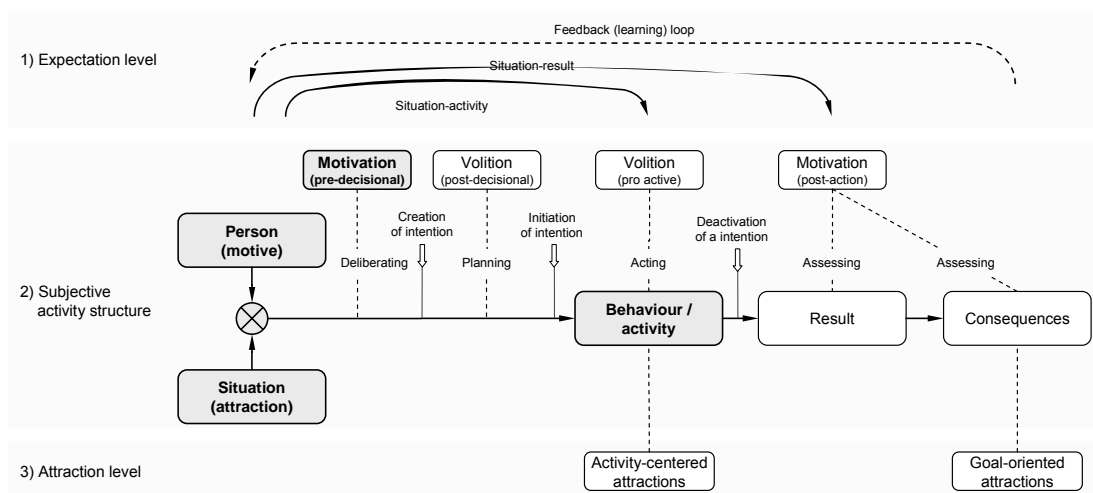 Feedback (learning) loop
1) Expectation level
Situation-result
Situation-activity
Motivation
(pre-decisional)
Volition
(post-decisional)
Volition
(pro active)
Motivation
(post-action)
Creation
of intention
Initiation
of intention
Deactivation
of a intention
Person
(motive)
Deliberating
Planning
Acting
Assessing
Assessing
2) Subjective
activity structure
Behaviour /
activity
Result
Consequences
Situation
(attraction)
3) Attraction level
Activity-centered
attractions
Goal-oriented
attractions